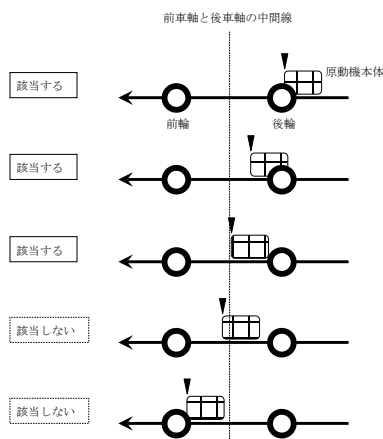 前車軸と後車軸の中間線
原動機本体
該当する
前輪
後輪
該当する
該当する
該当しない
該当しない